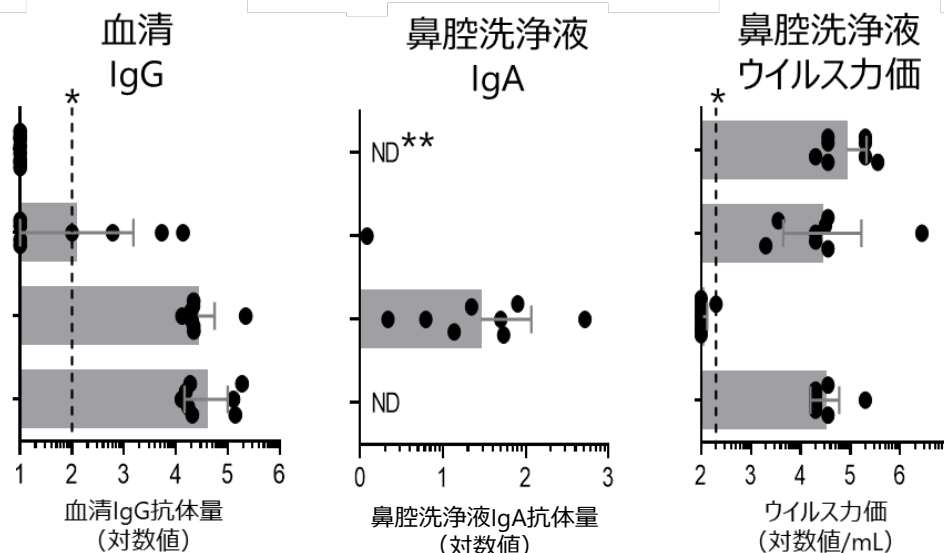 血清
IgG
*
1 2 3 4 5 6
血清IgG抗体量
（対数値）
鼻腔洗浄液
IgA
ND**
ND
0 1 2 3
鼻腔洗浄液IgA抗体量
（対数値）
鼻腔洗浄液
ウイルス力価
*
2 3 4 5 6
ウイルス力価
（対数値/mL）